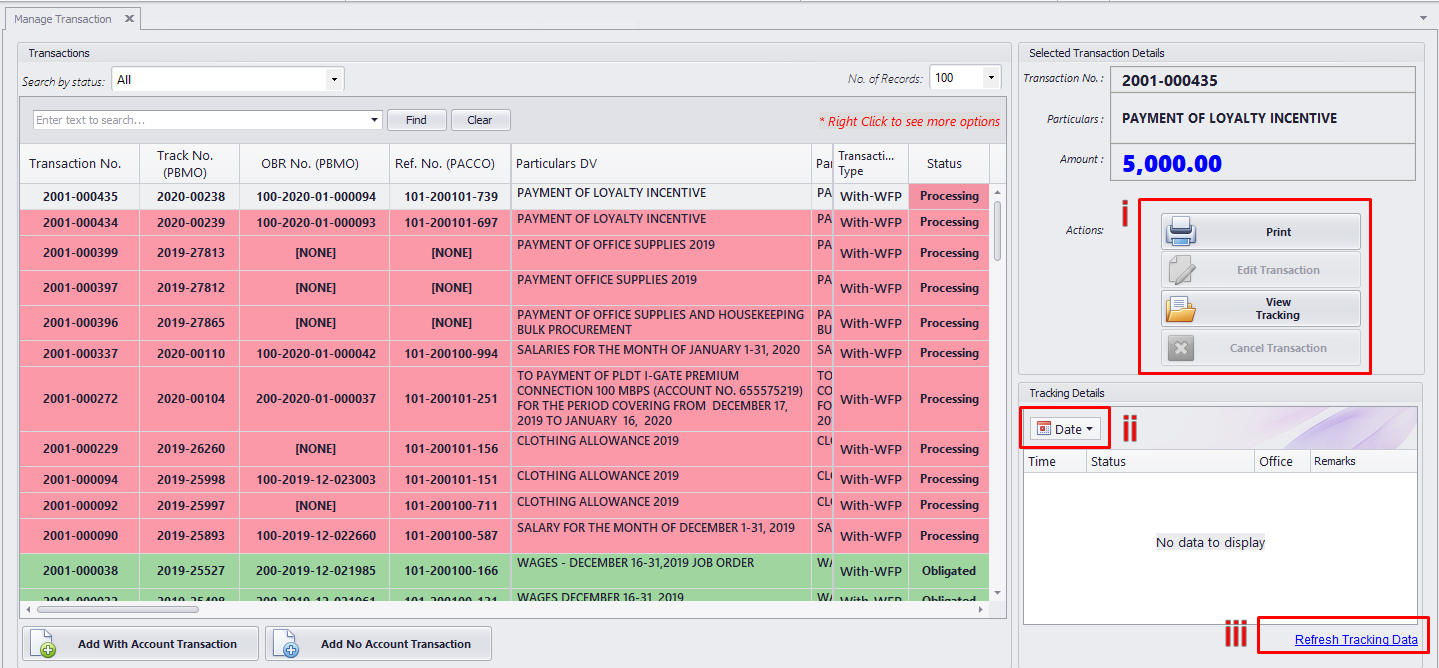 Manage Transaction
Transactions
Search by status: All
No. of Records: 100
Enter text to search...
Find
Clear
* Right Click to see more options
Transaction No. Track No. (PBMO) OBR No. (PBMO) Ref. No. (PACCO) Particulars DV Par Transacti... Type Status
2001-000435 2020-00238 100-2020-01-000094 101-200101-739 PAYMENT OF LOYALTY INCENTIVE PA With-WFP Processing
2001-000434 2020-00239 100-2020-01-000093 101-200101-697 PAYMENT OF LOYALTY INCENTIVE PA With-WFP Processing
2001-000399 2019-27813 [NONE] [NONE] PAYMENT OF OFFICE SUPPLIES 2019 PA With-WFP Processing
2001-000397 2019-27812 [NONE] [NONE] PAYMENT OFFICE SUPPLIES 2019 PA With-WFP Processing
2001-000396 2019-27865 [NONE] [NONE] PAYMENT OF OFFICE SUPPLIES AND HOUSEKEEPING PA With-WFP Processing
BULK PROCUREMENT BU
2001-000337 2020-00110 100-2020-01-000042 101-200100-994 SALARIES FOR THE MONTH OF JANUARY 1-31, 2020 SA With-WFP Processing
2001-000272 2020-00104 200-2020-01-000037 101-200101-251 TO PAYMENT OF PLDT I-GATE PREMIUM TO With-WFP Processing
CONNECTION 100 MBPS (ACCOUNT NO. 655575219) CO
FOR THE PERIOD COVERING FROM DECEMBER 17, FO
2019 TO JANUARY 16, 2020 20
2001-000229 2019-26260 [NONE] 101-200101-156 CLOTHING ALLOWANCE 2019 CL With-WFP Processing
2001-000094 2019-25998 100-2019-12-023003 101-200101-151 CLOTHING ALLOWANCE 2019 CL With-WFP Processing
2001-000092 2019-25997 [NONE] 101-200100-711 CLOTHING ALLOWANCE 2019 CL With-WFP Processing
2001-000090 2019-25893 100-2019-12-022660 101-200100-587 SALARY FOR THE MONTH OF DECEMBER 1-31, 2019 SA With-WFP Processing
2001-000038 2019-25527 200-2019-12-021985 101-200100-166 WAGES - DECEMBER 16-31,2019 JOB ORDER WA With-WFP Obligated
WAGES DECEMBER 16-31, 2019 With-WFP Obligated
Add With Account Transaction
Add No Account Transaction
Selected Transaction Details
Transaction No. : 2001-000435
Particulars : PAYMENT OF LOYALTY INCENTIVE
Amount : 5,000.00
i
Actions:
Print
Edit Transaction
View
Tracking
Cancel Transaction
Tracking Details
Date
ii
Time Status Office Remarks
No data to display
iii
Refresh Tracking Data